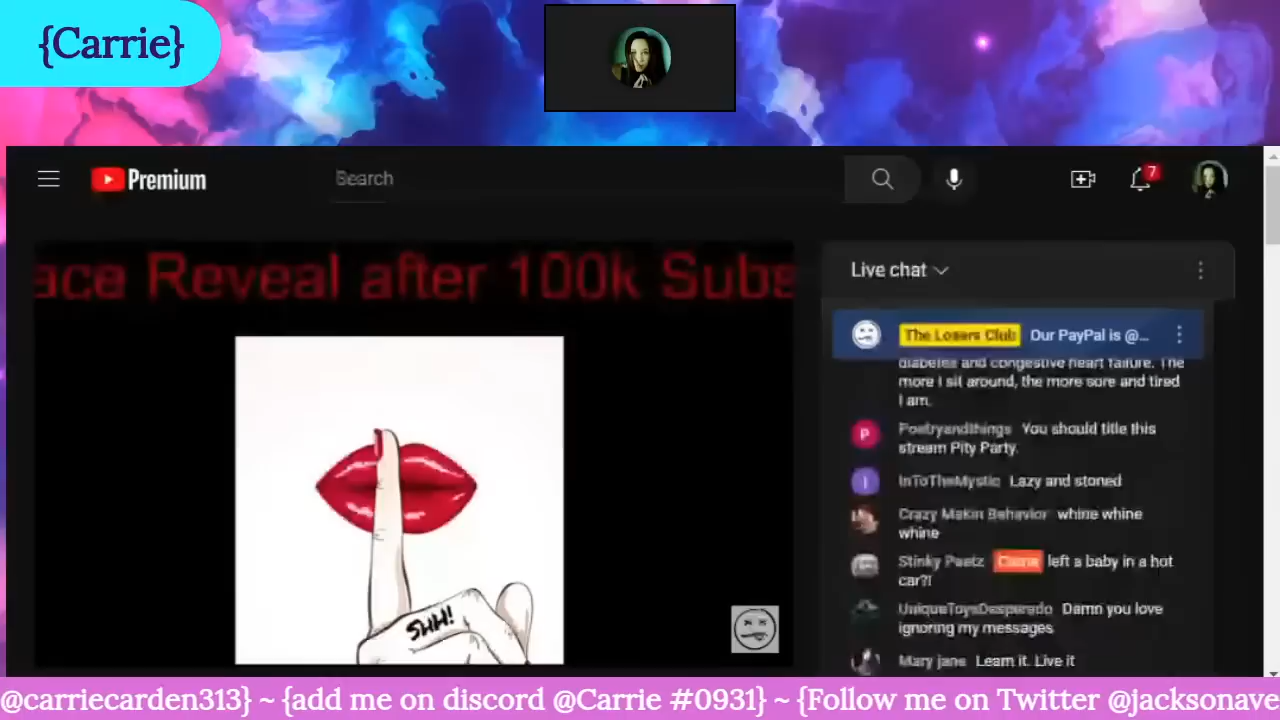 {Carrie}
Premium
Search
7
ace Reveal after 100k Subs
Live chat
The Losers Club Our PayPal is @...
diabetes and congestive heart failure. The
more I sit around, the more sore and tired
I am.
P
Poetryandthings You should title this
stream Pity Party.
I
InToTheMystic Lazy and stoned
Crazy Makin Behavior whine whine
whine
Stinky Peetz Carrie left a baby in a hot
car?!
UniqueToysDesperado Damn you love
ignoring my messages
Mary jane Learn it. Live it
SHH!
@carriecarden313} ~ {add me on discord @Carrie #0931} ~ {Follow me on Twitter @jacksonave